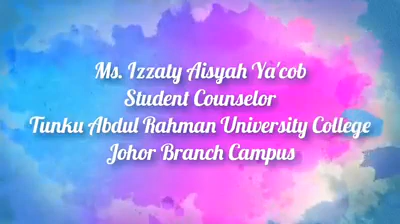 Ms. Izzaty Aisyah Ya'cob
Student Counselor
Tunku Abdul Rahman University College
Johor Branch Campus